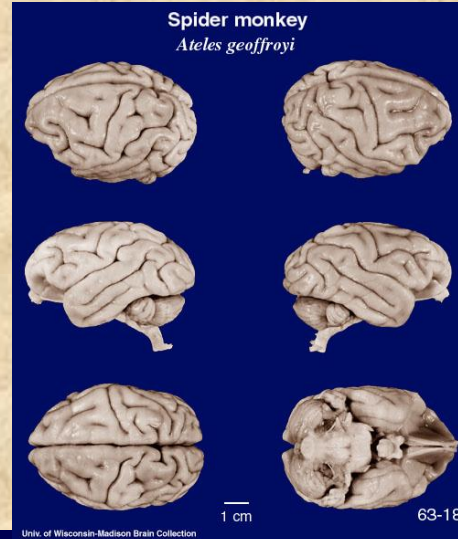 Spider monkey
Ateles geoffroyi
1 cm
63-18
Univ. of Wisconsin-Madison Brain Collection